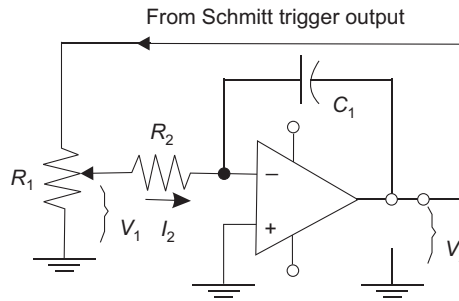 From Schmitt trigger output
C₁
R₂
R₁
−
+
V₁
I₂
V